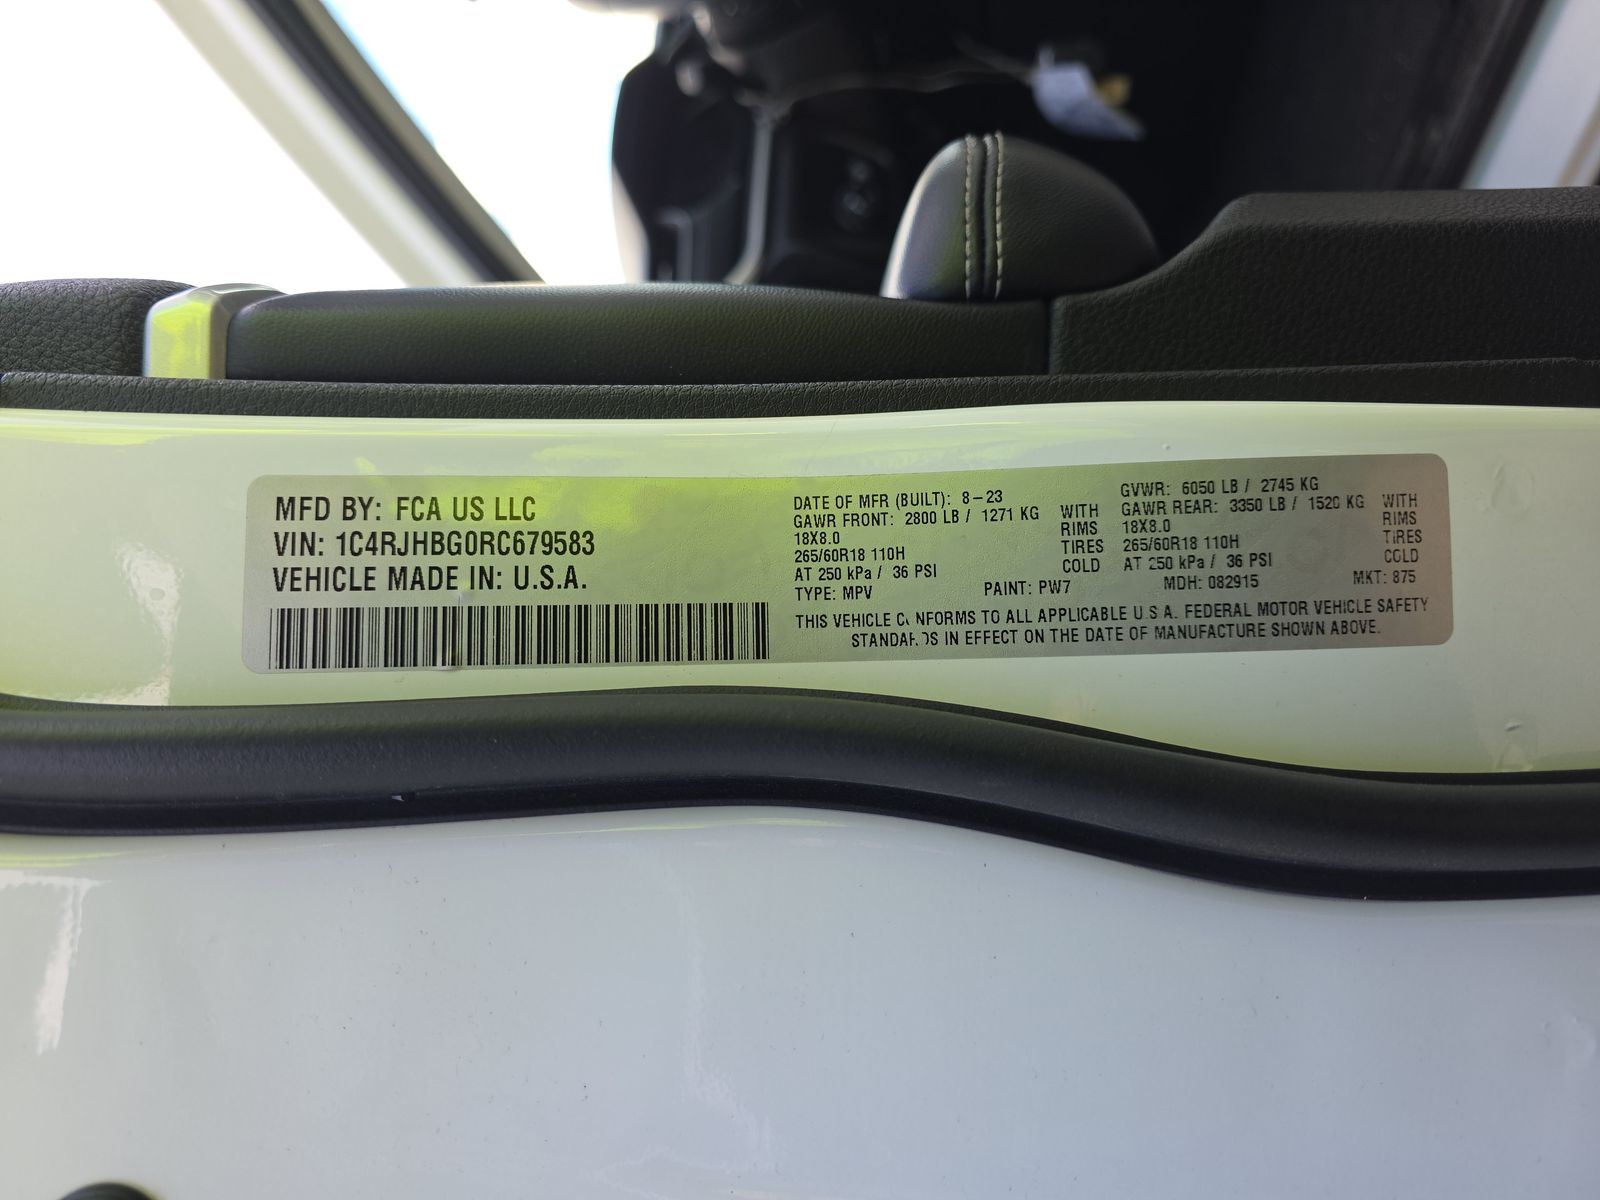 MFD BY: FCA US LLC
VIN: 1C4RJHBG0RC679583
VEHICLE MADE IN: U.S.A.
DATE OF MFR (BUILT): 8-23
GAWR FRONT: 2800 LB / 1271 KG WITH
18X8.0 RIMS
265/60R18 110H TIRES
AT 250 kPa / 36 PSI COLD
GVWR: 6050 LB / 2745 KG
GAWR REAR: 3350 LB / 1520 KG WITH
18X8.0 RIMS
265/60R18 110H TIRES
AT 250 kPa / 36 PSI COLD
TYPE: MPV PAINT: PW7 MDH: 082915 MKT: 875
THIS VEHICLE CONFORMS TO ALL APPLICABLE U.S.A. FEDERAL MOTOR VEHICLE SAFETY
STANDARDS IN EFFECT ON THE DATE OF MANUFACTURE SHOWN ABOVE.